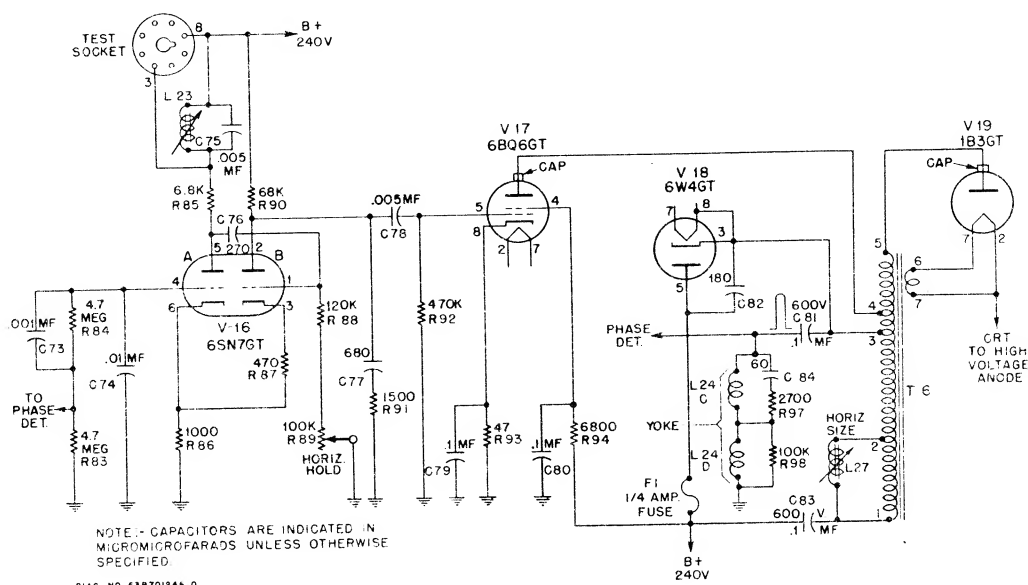 TEST
SOCKET
8
3
B+
240V
L 23
C75
.005
MF
6.8K
R85
68K
R90
C76
270
A
5
2
B
4
1
6
3
V-16
6SN7GT
4.7
MEG
R84
.001 MF
C73
.01 MF
C74
TO
PHASE
DET.
4.7
MEG
R83
1000
R86
470
R87
120K
R 88
100K
R89
HORIZ.
HOLD
680
C77
1500
R91
.005MF
C78
470K
R92
V 17
6BQ6GT
CAP
5
4
8
2
7
.1MF
C79
47
R93
.1MF
C80
6800
R94
V 18
6W4GT
7
8
3
5
180
C82
PHASE
DET.
600V
C81
.1 MF
60
C 84
L24
C
2700
R97
YOKE
L24
D
100K
R98
F1
1/4 AMP.
FUSE
B+
240V
C83
600 V
.1 MF
HORIZ
SIZE
L27
5
4
3
2
1
T 6
6
7
V 19
1B3GT
CAP
7
2
CRT
TO HIGH
VOLTAGE
ANODE
NOTE:- CAPACITORS ARE INDICATED IN
MICROMICROFARADS UNLESS OTHERWISE
SPECIFIED.